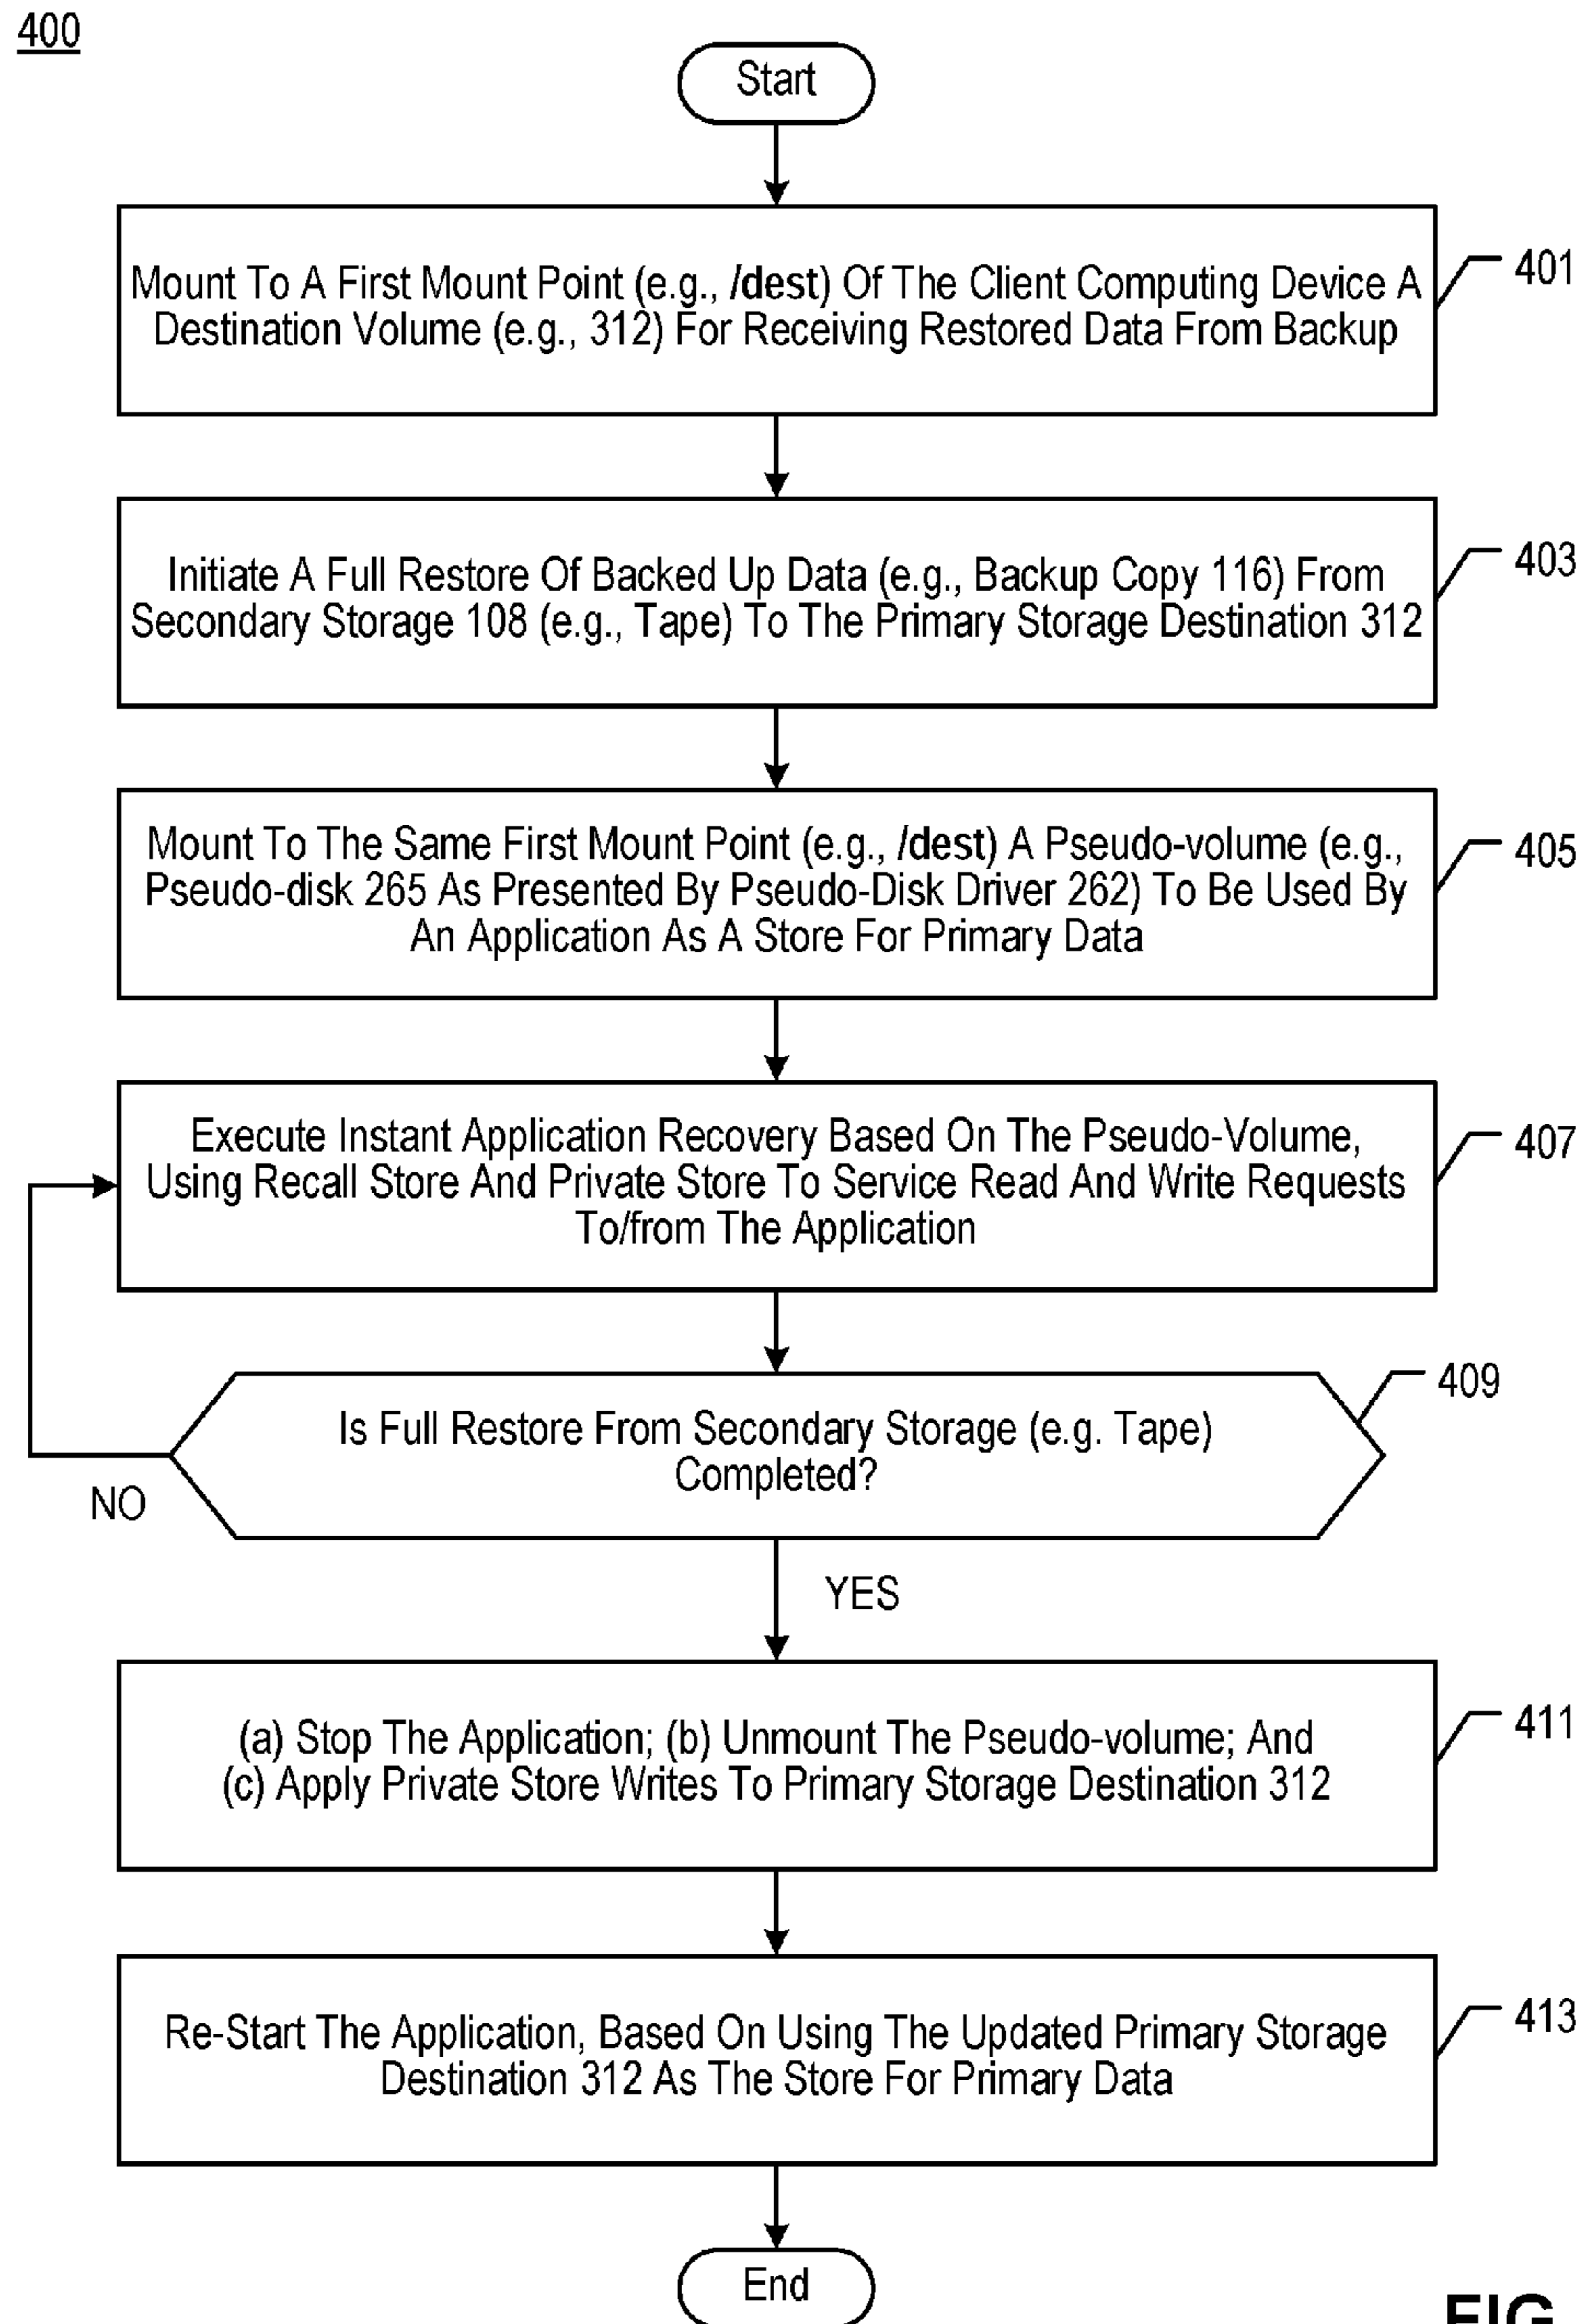 400
Start
Mount To A First Mount Point (e.g., /dest) Of The Client Computing Device A
Destination Volume (e.g., 312) For Receiving Restored Data From Backup
401
Initiate A Full Restore Of Backed Up Data (e.g., Backup Copy 116) From
Secondary Storage 108 (e.g., Tape) To The Primary Storage Destination 312
403
Mount To The Same First Mount Point (e.g., /dest) A Pseudo-volume (e.g.,
Pseudo-disk 265 As Presented By Pseudo-Disk Driver 262) To Be Used By
An Application As A Store For Primary Data
405
Execute Instant Application Recovery Based On The Pseudo-Volume,
Using Recall Store And Private Store To Service Read And Write Requests
To/from The Application
407
Is Full Restore From Secondary Storage (e.g. Tape)
Completed?
409
NO
YES
(a) Stop The Application; (b) Unmount The Pseudo-volume; And
(c) Apply Private Store Writes To Primary Storage Destination 312
411
Re-Start The Application, Based On Using The Updated Primary Storage
Destination 312 As The Store For Primary Data
413
End
FIG